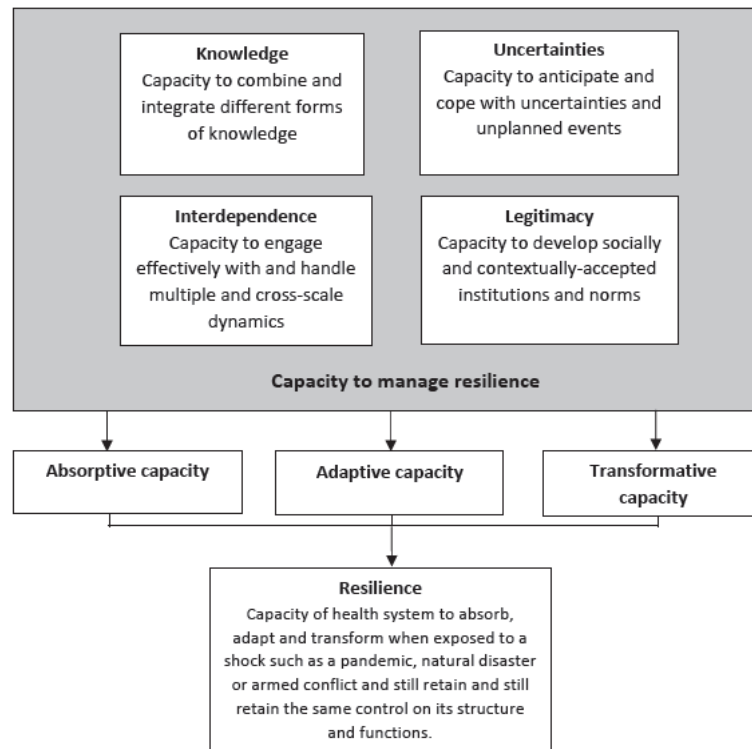 Knowledge
Capacity to combine and
integrate different forms
of knowledge
Uncertainties
Capacity to anticipate and
cope with uncertainties and
unplanned events
Interdependence
Capacity to engage
effectively with and handle
multiple and cross-scale
dynamics
Legitimacy
Capacity to develop socially
and contextually-accepted
institutions and norms
Capacity to manage resilience
Absorptive capacity
Adaptive capacity
Transformative
capacity
Resilience
Capacity of health system to absorb,
adapt and transform when exposed to a
shock such as a pandemic, natural disaster
or armed conflict and still retain and still
retain the same control on its structure
and functions.